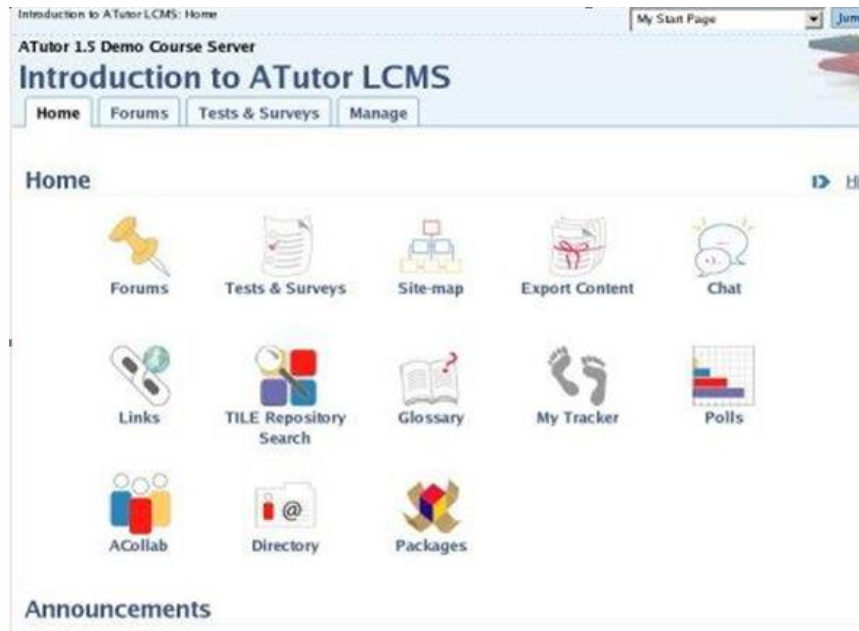 Introduction to ATutor LCMS: Home
My Start Page
ATutor 1.5 Demo Course Server
Introduction to ATutor LCMS
Home Forums Tests & Surveys Manage
Home
Forums Tests & Surveys Site-map Export Content Chat
Links TILE Repository Search Glossary My Tracker Polls
ACollab Directory Packages
Announcements